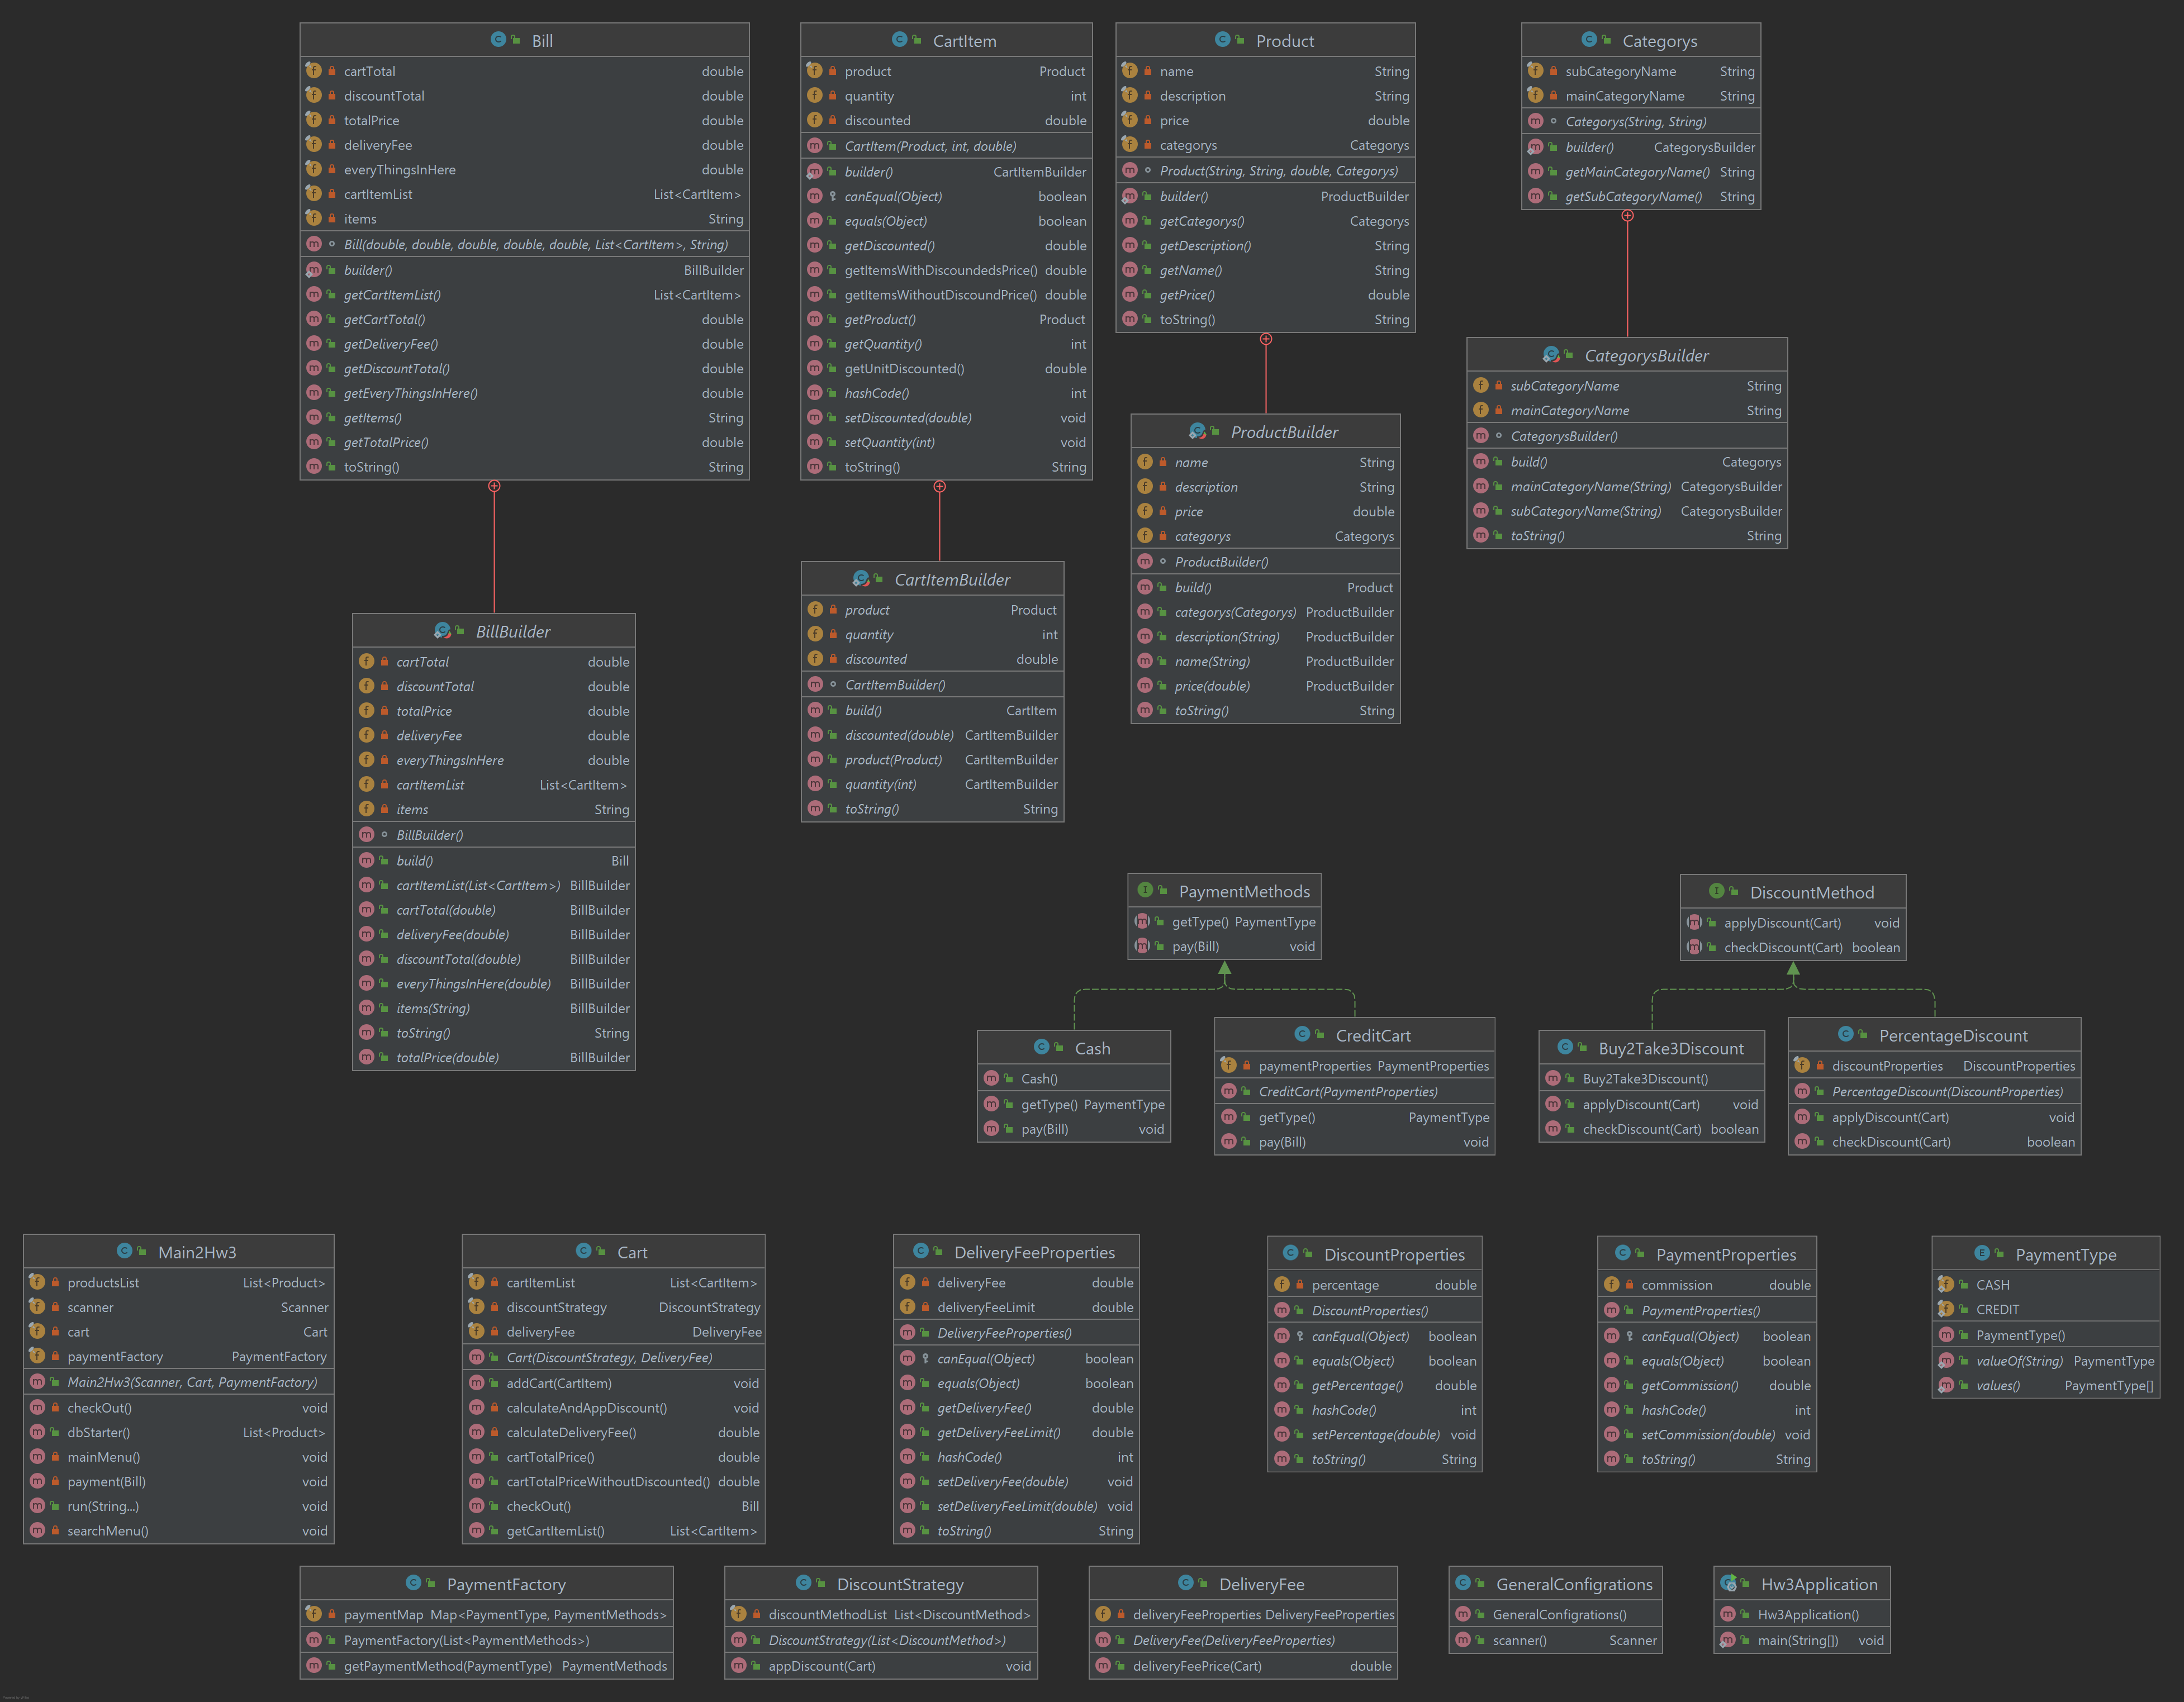 Bill
cartTotal double
discountTotal double
totalPrice double
deliveryFee double
everyThingsInHere double
cartItemList List<CartItem>
items String
Bill(double, double, double, double, double, List<CartItem>, String)
builder() BillBuilder
getCartItemList() List<CartItem>
getCartTotal() double
getDeliveryFee() double
getDiscountTotal() double
getEveryThingsInHere() double
getItems() String
getTotalPrice() double
toString() String
CartItem
product Product
quantity int
discounted double
CartItem(Product, int, double)
builder() CartItemBuilder
canEqual(Object) boolean
equals(Object) boolean
getDiscounted() double
getItemsWithDiscoundedsPrice() double
getItemsWithoutDiscoundPrice() double
getProduct() Product
getQuantity() int
getUnitDiscounted() double
hashCode() int
setDiscounted(double) void
setQuantity(int) void
toString() String
Product
name String
description String
price double
categorys Categorys
Product(String, String, double, Categorys)
builder() ProductBuilder
getCategorys() Categorys
getDescription() String
getName() String
getPrice() double
toString() String
Categorys
subCategoryName String
mainCategoryName String
Categorys(String, String)
builder() CategorysBuilder
getMainCategoryName() String
getSubCategoryName() String
CategorysBuilder
subCategoryName String
mainCategoryName String
CategorysBuilder()
build() Categorys
mainCategoryName(String) CategorysBuilder
subCategoryName(String) CategorysBuilder
toString() String
ProductBuilder
name String
description String
price double
categorys Categorys
ProductBuilder()
build() Product
categorys(Categorys) ProductBuilder
description(String) ProductBuilder
name(String) ProductBuilder
price(double) ProductBuilder
toString() String
CartItemBuilder
product Product
quantity int
discounted double
CartItemBuilder()
build() CartItem
discounted(double) CartItemBuilder
product(Product) CartItemBuilder
quantity(int) CartItemBuilder
toString() String
BillBuilder
cartTotal double
discountTotal double
totalPrice double
deliveryFee double
everyThingsInHere double
cartItemList List<CartItem>
items String
BillBuilder()
build() Bill
cartItemList(List<CartItem>) BillBuilder
cartTotal(double) BillBuilder
deliveryFee(double) BillBuilder
discountTotal(double) BillBuilder
everyThingsInHere(double) BillBuilder
items(String) BillBuilder
toString() String
totalPrice(double) BillBuilder
PaymentMethods
getType() PaymentType
pay(Bill) void
DiscountMethod
applyDiscount(Cart) void
checkDiscount(Cart) boolean
Cash
Cash()
getType() PaymentType
pay(Bill) void
CreditCart
paymentProperties PaymentProperties
CreditCart(PaymentProperties)
getType() PaymentType
pay(Bill) void
Buy2Take3Discount
Buy2Take3Discount()
applyDiscount(Cart) void
checkDiscount(Cart) boolean
PercentageDiscount
discountProperties DiscountProperties
PercentageDiscount(DiscountProperties)
applyDiscount(Cart) void
checkDiscount(Cart) boolean
Main2Hw3
productsList List<Product>
scanner Scanner
cart Cart
paymentFactory PaymentFactory
Main2Hw3(Scanner, Cart, PaymentFactory)
checkOut() void
dbStarter() List<Product>
mainMenu() void
payment(Bill) void
run(String...) void
searchMenu() void
Cart
cartItemList List<CartItem>
discountStrategy DiscountStrategy
deliveryFee DeliveryFee
Cart(DiscountStrategy, DeliveryFee)
addCart(CartItem) void
calculateAndAppDiscount() void
calculateDeliveryFee() double
cartTotalPrice() double
cartTotalPriceWithoutDiscounted() double
checkOut() Bill
getCartItemList() List<CartItem>
DeliveryFeeProperties
deliveryFee double
deliveryFeeLimit double
DeliveryFeeProperties()
canEqual(Object) boolean
equals(Object) boolean
getDeliveryFee() double
getDeliveryFeeLimit() double
hashCode() int
setDeliveryFee(double) void
setDeliveryFeeLimit(double) void
toString() String
DiscountProperties
percentage double
DiscountProperties()
canEqual(Object) boolean
equals(Object) boolean
getPercentage() double
hashCode() int
setPercentage(double) void
toString() String
PaymentProperties
commission double
PaymentProperties()
canEqual(Object) boolean
equals(Object) boolean
getCommission() double
hashCode() int
setCommission(double) void
toString() String
PaymentType
CASH
CREDIT
PaymentType()
valueOf(String) PaymentType
values() PaymentType[]
PaymentFactory
paymentMap Map<PaymentType, PaymentMethods>
PaymentFactory(List<PaymentMethods>)
getPaymentMethod(PaymentType) PaymentMethods
DiscountStrategy
discountMethodList List<DiscountMethod>
DiscountStrategy(List<DiscountMethod>)
appDiscount(Cart) void
DeliveryFee
deliveryFeeProperties DeliveryFeeProperties
DeliveryFee(DeliveryFeeProperties)
deliveryFeePrice(Cart) double
GeneralConfigrations
GeneralConfigrations()
scanner() Scanner
Hw3Application
Hw3Application()
main(String[]) void